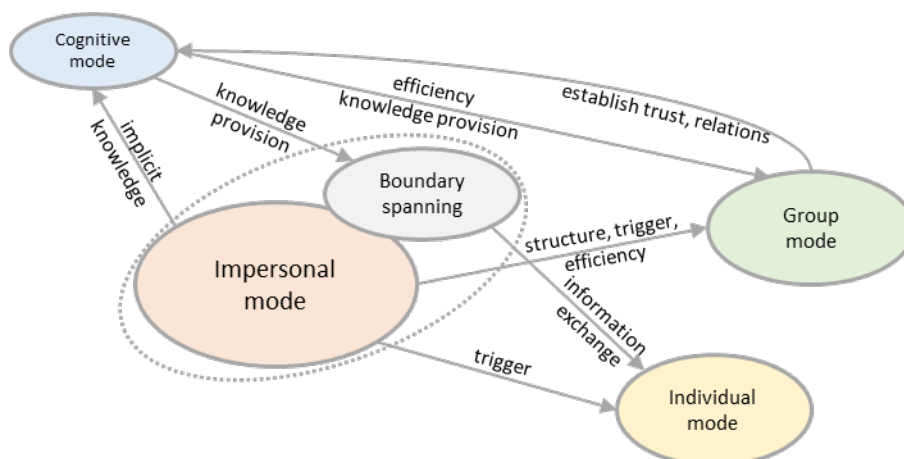 Cognitive
mode
efficiency
knowledge provision
establish trust, relations
knowledge
provision
implicit
knowledge
Boundary
spanning
Group
mode
structure, trigger,
efficiency
Impersonal
mode
information
exchange
trigger
Individual
mode